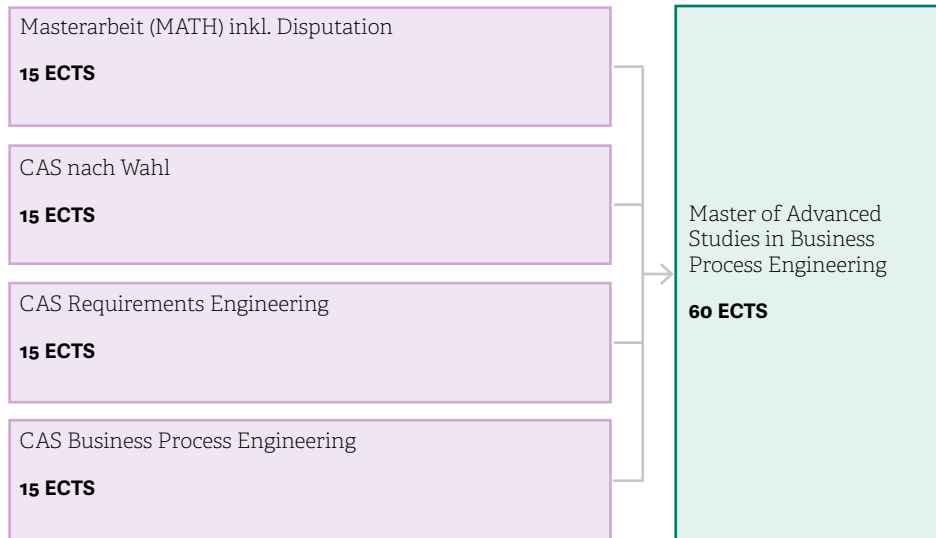 Masterarbeit (MATH) inkl. Disputation
15 ECTS
CAS nach Wahl
15 ECTS
CAS Requirements Engineering
15 ECTS
CAS Business Process Engineering
15 ECTS
Master of Advanced
Studies in Business
Process Engineering
60 ECTS